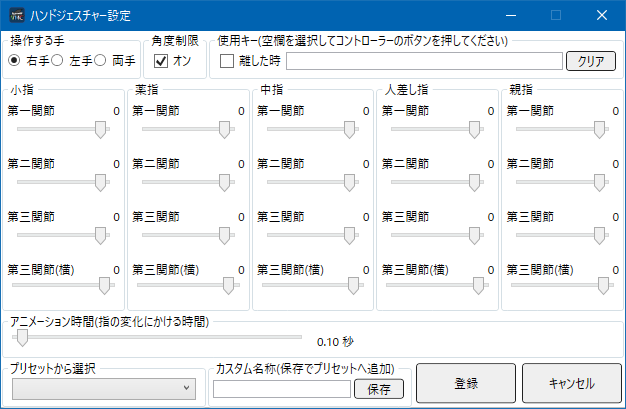 ハンドジェスチャー設定
操作する手
右手 左手 両手
角度制限
オン
使用キー(空欄を選択してコントローラーのボタンを押してください)
離した時
クリア
小指
第一関節 0
第二関節 0
第三関節 0
第三関節(横) 0
薬指
第一関節 0
第二関節 0
第三関節 0
第三関節(横) 0
中指
第一関節 0
第二関節 0
第三関節 0
第三関節(横) 0
人差し指
第一関節 0
第二関節 0
第三関節 0
第三関節(横) 0
親指
第一関節 0
第二関節 0
第三関節 0
第三関節(横) 0
アニメーション時間(指の変化にかける時間)
0.10 秒
プリセットから選択
カスタム名称(保存でプリセットへ追加)
保存
登録
キャンセル